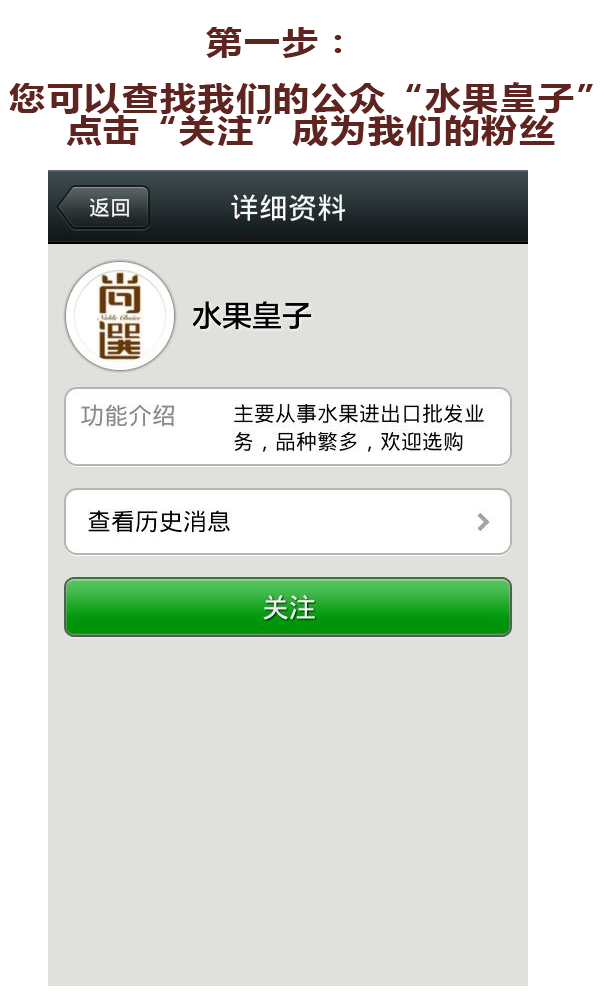 第一步：
您可以查找我们的公众“水果皇子”
点击“关注”成为我们的粉丝
返回
详细资料
尚
Noble Choice
選
水果皇子
功能介绍
主要从事水果进出口批发业
务，品种繁多，欢迎选购
查看历史消息
关注